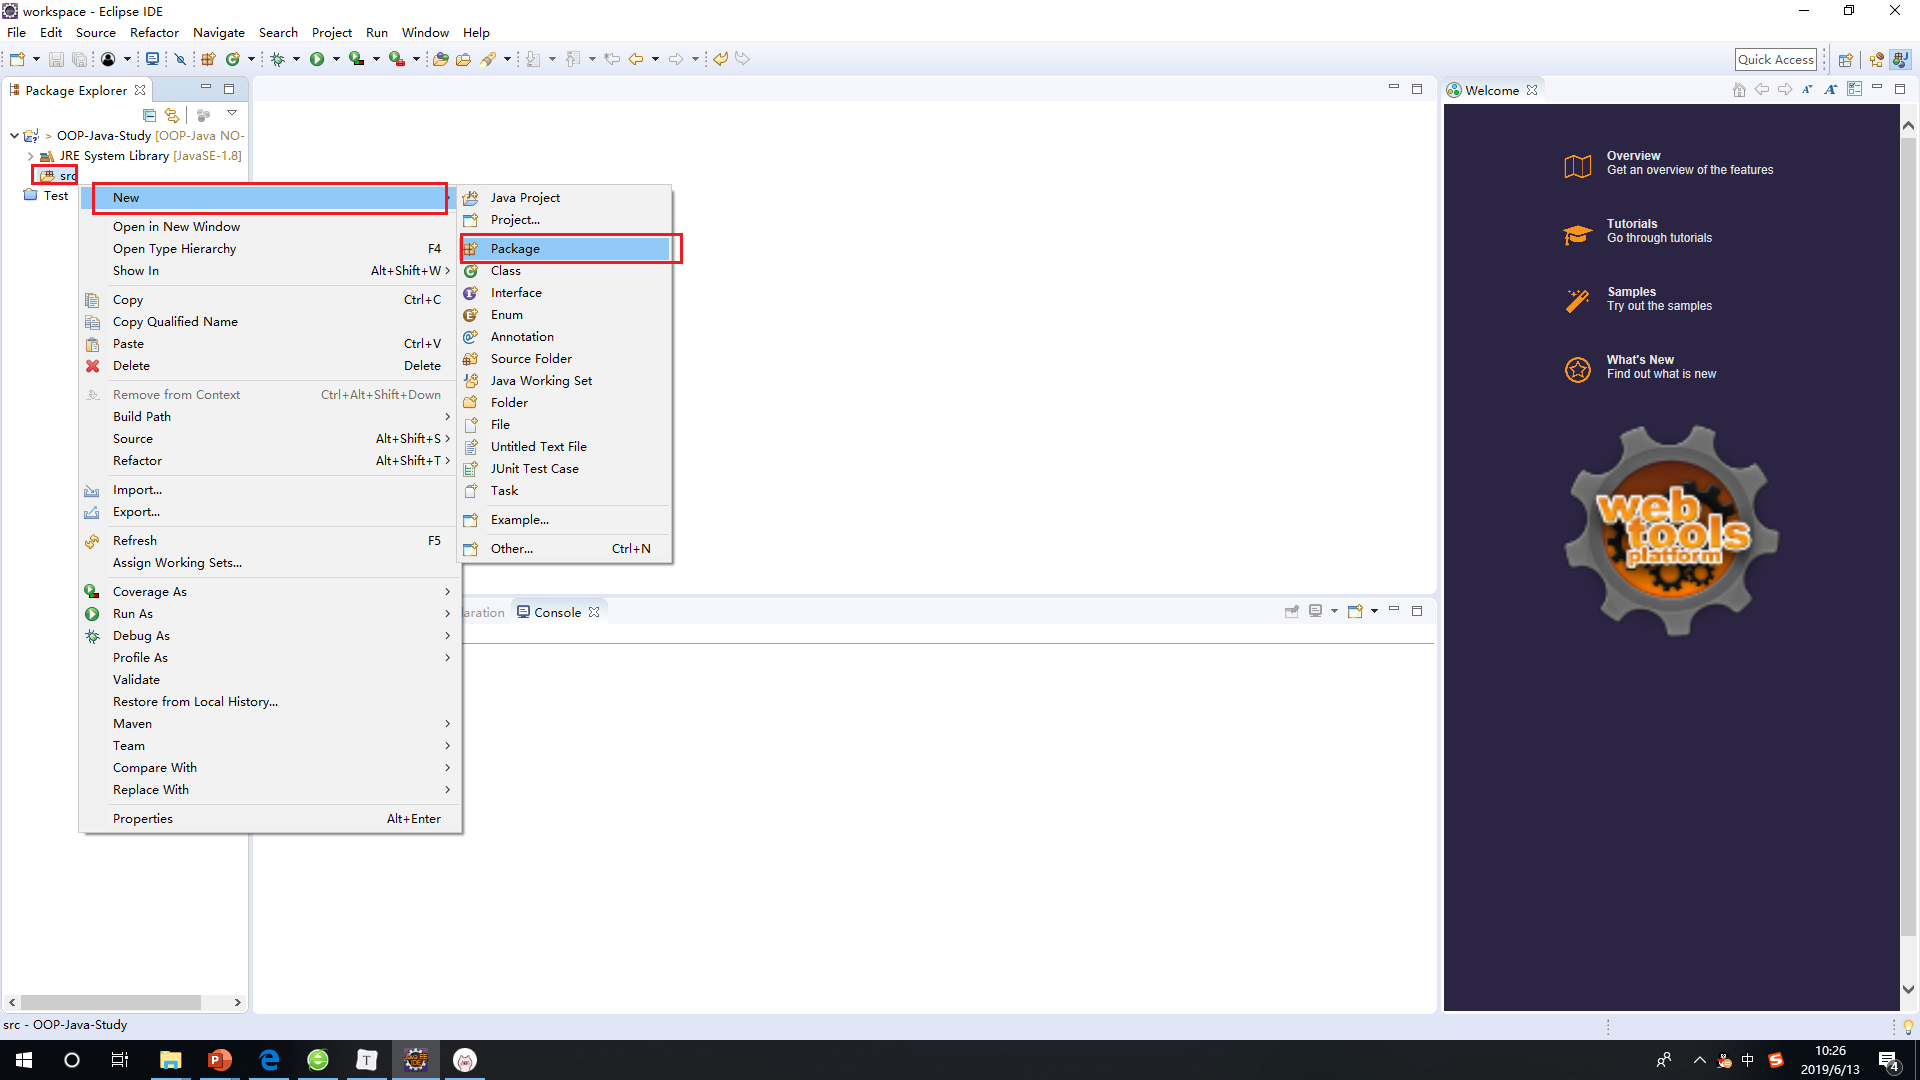 workspace - Eclipse IDE
File Edit Source Refactor Navigate Search Project Run Window Help
Quick Access
Package Explorer
> OOP-Java-Study [OOP-Java NO-
JRE System Library [JavaSE-1.8]
src
Test
New
Open in New Window
Open Type Hierarchy F4
Show In Alt+Shift+W
Copy Ctrl+C
Copy Qualified Name
Paste Ctrl+V
Delete Delete
Remove from Context Ctrl+Alt+Shift+Down
Build Path
Source Alt+Shift+S
Refactor Alt+Shift+T
Import...
Export...
Refresh F5
Assign Working Sets...
Coverage As
Run As
Debug As
Profile As
Validate
Restore from Local History...
Maven
Team
Compare With
Replace With
Properties Alt+Enter
Java Project
Project...
Package
Class
Interface
Enum
Annotation
Source Folder
Java Working Set
Folder
File
Untitled Text File
JUnit Test Case
Task
Example...
Other... Ctrl+N
laration
Console
Welcome
Overview
Get an overview of the features
Tutorials
Go through tutorials
Samples
Try out the samples
What's New
Find out what is new
web
tools
platform
src - OOP-Java-Study
中
10:26
2019/6/13
4